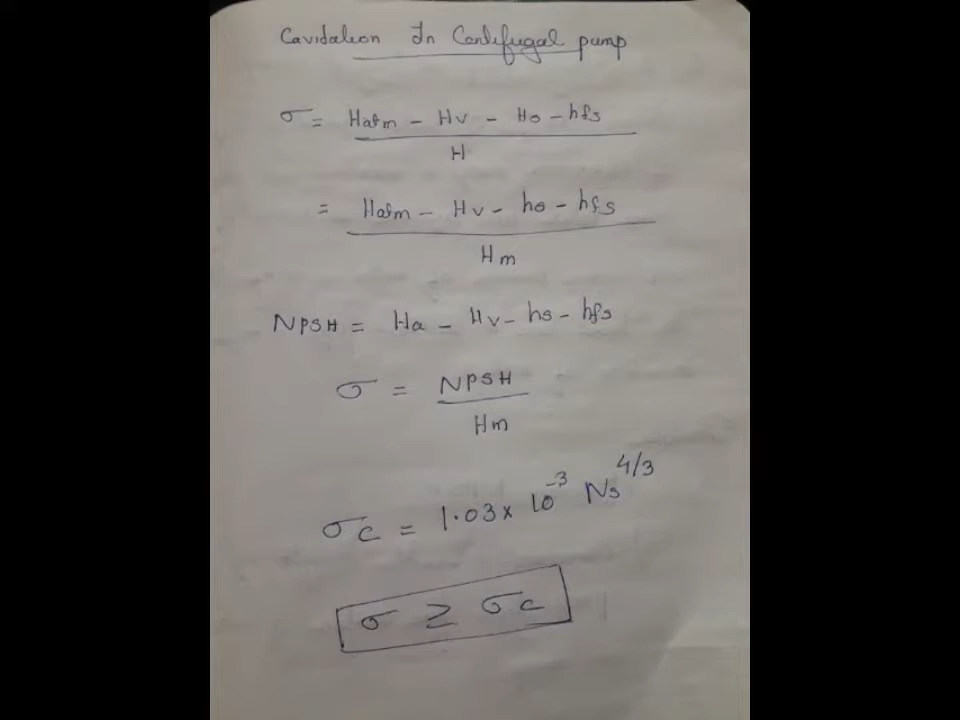 Cavitation In Centrifugal pump
σ = Hatm - Hv - Hs - hfs
H
= Hatm - Hv - hs - hfs
Hm
NPSH = Ha - Hv - hs - hfs
σ = NPSH
Hm
σc = 1.03 x 10^-3 Ns^4/3
σ ≥ σc